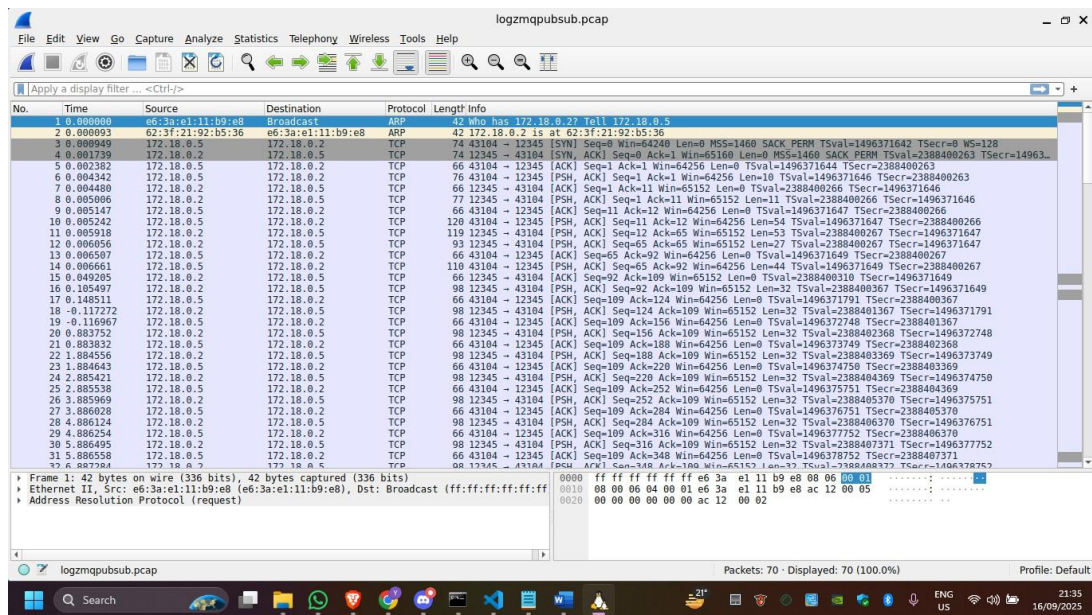 logzmqpubsub.pcap
File Edit View Go Capture Analyze Statistics Telephony Wireless Tools Help
Apply a display filter ... <Ctrl-/>
No. Time Source Destination Protocol Length Info
1 0.000000 e6:3a:e1:11:b9:e8 Broadcast ARP 42 Who has 172.18.0.2? Tell 172.18.0.5
2 0.000093 62:3f:21:92:b5:36 e6:3a:e1:11:b9:e8 ARP 42 172.18.0.2 is at 62:3f:21:92:b5:36
3 0.000949 172.18.0.5 172.18.0.2 TCP 74 43104 → 12345 [SYN] Seq=0 Win=64240 Len=0 MSS=1460 SACK_PERM TSval=1496371642 TSecr=0 WS=128
4 0.001739 172.18.0.2 172.18.0.5 TCP 74 12345 → 43104 [SYN, ACK] Seq=0 Ack=1 Win=65160 Len=0 MSS=1460 SACK_PERM TSval=2388400263 TSecr=14963…
5 0.002382 172.18.0.5 172.18.0.2 TCP 66 43104 → 12345 [ACK] Seq=1 Ack=1 Win=64256 Len=0 TSval=1496371644 TSecr=2388400263
6 0.004342 172.18.0.5 172.18.0.2 TCP 76 43104 → 12345 [PSH, ACK] Seq=1 Ack=1 Win=64256 Len=10 TSval=1496371646 TSecr=2388400263
7 0.004480 172.18.0.2 172.18.0.5 TCP 66 12345 → 43104 [ACK] Seq=1 Ack=11 Win=65152 Len=0 TSval=2388400266 TSecr=1496371646
8 0.005006 172.18.0.2 172.18.0.5 TCP 77 12345 → 43104 [PSH, ACK] Seq=1 Ack=11 Win=65152 Len=11 TSval=2388400266 TSecr=1496371646
9 0.005147 172.18.0.5 172.18.0.2 TCP 66 43104 → 12345 [ACK] Seq=11 Ack=12 Win=64256 Len=0 TSval=1496371647 TSecr=2388400266
10 0.005242 172.18.0.5 172.18.0.2 TCP 120 43104 → 12345 [PSH, ACK] Seq=11 Ack=12 Win=64256 Len=54 TSval=1496371647 TSecr=2388400266
11 0.005918 172.18.0.2 172.18.0.5 TCP 119 12345 → 43104 [PSH, ACK] Seq=12 Ack=65 Win=65152 Len=53 TSval=2388400267 TSecr=1496371647
12 0.006056 172.18.0.2 172.18.0.5 TCP 93 12345 → 43104 [PSH, ACK] Seq=65 Ack=65 Win=65152 Len=27 TSval=2388400267 TSecr=1496371647
13 0.006507 172.18.0.5 172.18.0.2 TCP 66 43104 → 12345 [ACK] Seq=65 Ack=92 Win=64256 Len=0 TSval=1496371649 TSecr=2388400267
14 0.006661 172.18.0.5 172.18.0.2 TCP 110 43104 → 12345 [PSH, ACK] Seq=65 Ack=92 Win=64256 Len=44 TSval=1496371649 TSecr=2388400267
15 0.049205 172.18.0.2 172.18.0.5 TCP 66 12345 → 43104 [ACK] Seq=92 Ack=109 Win=65152 Len=0 TSval=2388400310 TSecr=1496371649
16 0.105497 172.18.0.2 172.18.0.5 TCP 98 12345 → 43104 [PSH, ACK] Seq=92 Ack=109 Win=65152 Len=32 TSval=2388400367 TSecr=1496371649
17 0.148511 172.18.0.5 172.18.0.2 TCP 66 43104 → 12345 [ACK] Seq=109 Ack=124 Win=64256 Len=0 TSval=1496371791 TSecr=2388400367
18 -0.117272 172.18.0.2 172.18.0.5 TCP 98 12345 → 43104 [PSH, ACK] Seq=124 Ack=109 Win=65152 Len=32 TSval=2388401367 TSecr=1496371791
19 -0.116967 172.18.0.5 172.18.0.2 TCP 66 43104 → 12345 [ACK] Seq=109 Ack=156 Win=64256 Len=0 TSval=1496372748 TSecr=2388401367
20 0.883752 172.18.0.2 172.18.0.5 TCP 98 12345 → 43104 [PSH, ACK] Seq=156 Ack=109 Win=65152 Len=32 TSval=2388402368 TSecr=1496372748
21 0.883832 172.18.0.5 172.18.0.2 TCP 66 43104 → 12345 [ACK] Seq=109 Ack=188 Win=64256 Len=0 TSval=1496373749 TSecr=2388402368
22 1.884556 172.18.0.2 172.18.0.5 TCP 98 12345 → 43104 [PSH, ACK] Seq=188 Ack=109 Win=65152 Len=32 TSval=2388403369 TSecr=1496373749
23 1.884643 172.18.0.5 172.18.0.2 TCP 66 43104 → 12345 [ACK] Seq=109 Ack=220 Win=64256 Len=0 TSval=1496374750 TSecr=2388403369
24 2.885421 172.18.0.2 172.18.0.5 TCP 98 12345 → 43104 [PSH, ACK] Seq=220 Ack=109 Win=65152 Len=32 TSval=2388404369 TSecr=1496374750
25 2.885538 172.18.0.5 172.18.0.2 TCP 66 43104 → 12345 [ACK] Seq=109 Ack=252 Win=64256 Len=0 TSval=1496375751 TSecr=2388404369
26 3.885969 172.18.0.2 172.18.0.5 TCP 98 12345 → 43104 [PSH, ACK] Seq=252 Ack=109 Win=65152 Len=32 TSval=2388405370 TSecr=1496375751
27 3.886028 172.18.0.5 172.18.0.2 TCP 66 43104 → 12345 [ACK] Seq=109 Ack=284 Win=64256 Len=0 TSval=1496376751 TSecr=2388405370
28 4.886124 172.18.0.2 172.18.0.5 TCP 98 12345 → 43104 [PSH, ACK] Seq=284 Ack=109 Win=65152 Len=32 TSval=2388406370 TSecr=1496376751
29 4.886254 172.18.0.5 172.18.0.2 TCP 66 43104 → 12345 [ACK] Seq=109 Ack=316 Win=64256 Len=0 TSval=1496377752 TSecr=2388406370
30 5.886495 172.18.0.2 172.18.0.5 TCP 98 12345 → 43104 [PSH, ACK] Seq=316 Ack=109 Win=65152 Len=32 TSval=2388407371 TSecr=1496377752
31 5.886558 172.18.0.5 172.18.0.2 TCP 66 43104 → 12345 [ACK] Seq=109 Ack=348 Win=64256 Len=0 TSval=1496378752 TSecr=2388407371
32 6.887284 172.18.0.2 172.18.0.5 TCP 98 12345 → 43104 [PSH, ACK] Seq=348 Ack=109 Win=65152 Len=32 TSval=2388408372 TSecr=1496378752
Frame 1: 42 bytes on wire (336 bits), 42 bytes captured (336 bits)
Ethernet II, Src: e6:3a:e1:11:b9:e8 (e6:3a:e1:11:b9:e8), Dst: Broadcast (ff:ff:ff:ff:ff:ff
Address Resolution Protocol (request)
0000 ff ff ff ff ff ff e6 3a e1 11 b9 e8 08 06 00 01 ·······: ········
0010 08 00 06 04 00 01 e6 3a e1 11 b9 e8 ac 12 00 05 ·······: ········
0020 00 00 00 00 00 00 ac 12 00 02 ········ ··
logzmqpubsub.pcap Packets: 70 · Displayed: 70 (100.0%) Profile: Default
Search 21° ENG US 21:35 16/09/2025